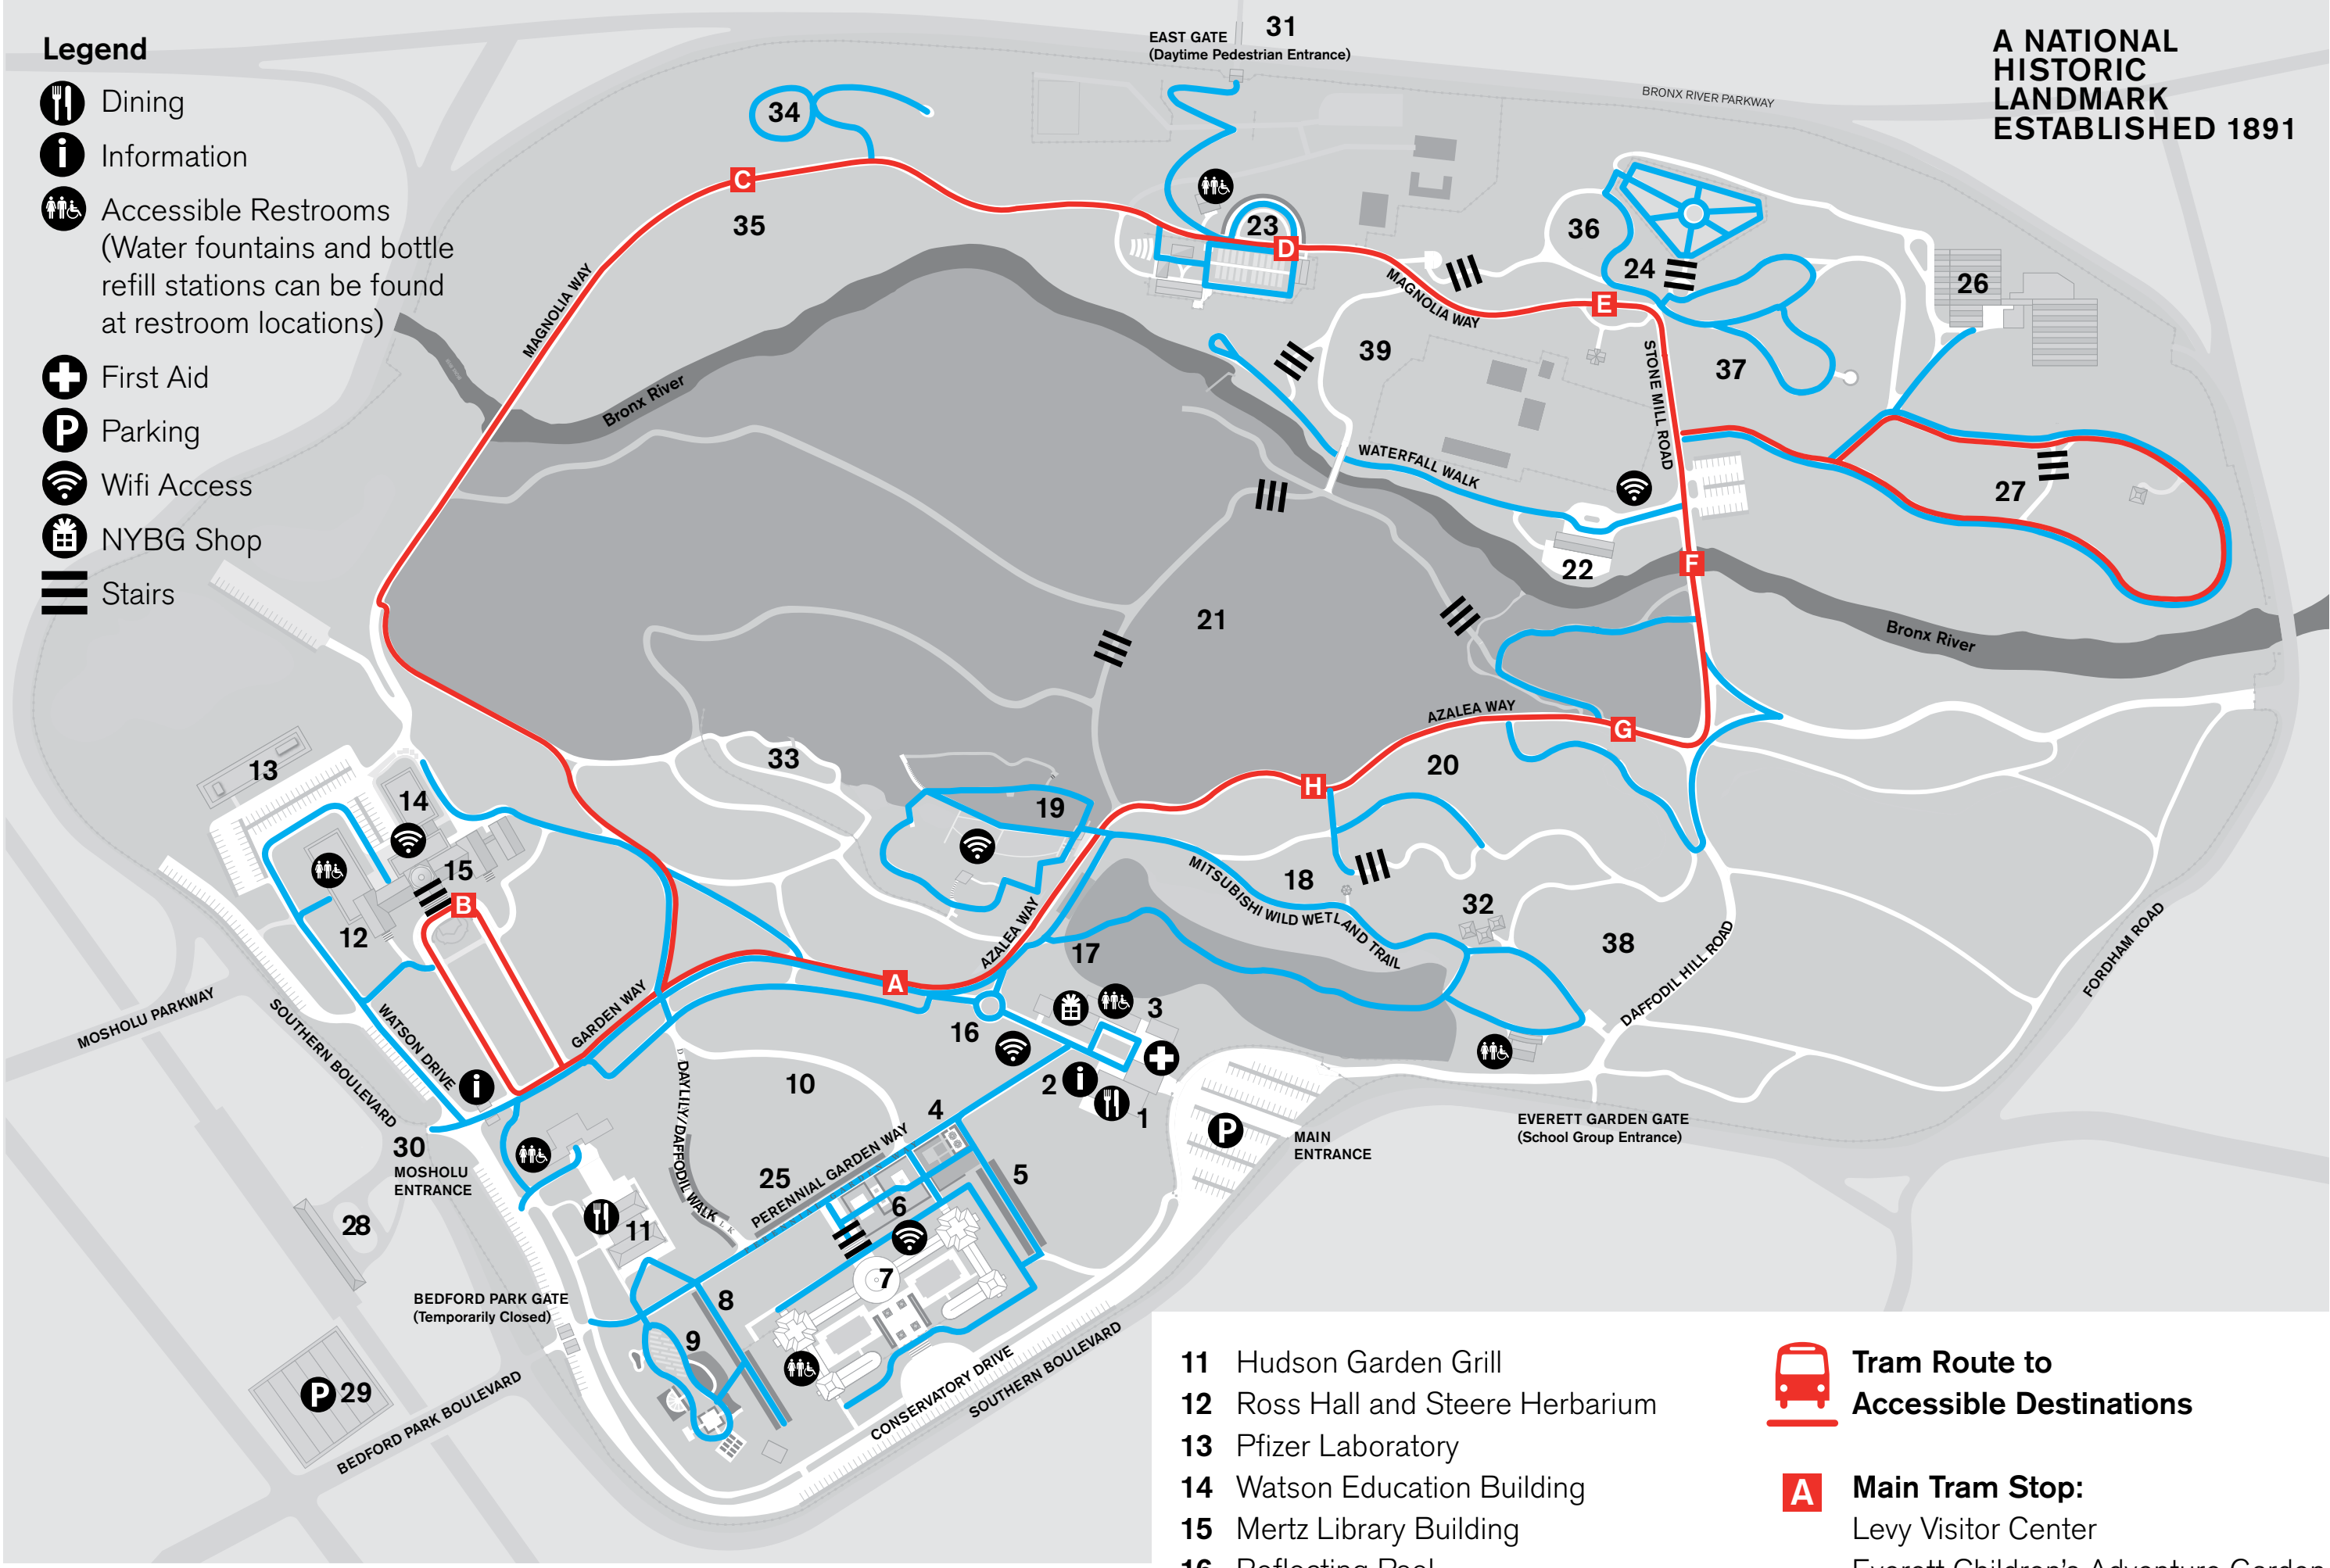 Legend
Dining
Information
Accessible Restrooms
(Water fountains and bottle
refill stations can be found
at restroom locations)
First Aid
P
Parking
Wifi Access
NYBG Shop
Stairs
31
EAST GATE
(Daytime Pedestrian Entrance)
BRONX RIVER PARKWAY
A NATIONAL
HISTORIC
LANDMARK
ESTABLISHED 1891
34
C
35
MAGNOLIA WAY
Bronx River
23
D
36
24
26
MAGNOLIA WAY
E
39
STONE MILL ROAD
37
WATERFALL WALK
27
22
F
21
Bronx River
AZALEA WAY
G
20
H
33
19
13
14
15
B
12
18
MITSUBISHI WILD WETLAND TRAIL
32
38
DAFFODIL HILL ROAD
FORDHAM ROAD
AZALEA WAY
17
A
16
3
2
1
MOSHOLU PARKWAY
SOUTHERN BOULEVARD
WATSON DRIVE
GARDEN WAY
DAYLILY/DAFFODIL WALK
10
4
PERENNIAL GARDEN WAY
25
5
6
7
8
9
11
30
MOSHOLU
ENTRANCE
28
BEDFORD PARK GATE
(Temporarily Closed)
P
29
BEDFORD PARK BOULEVARD
P
MAIN
ENTRANCE
EVERETT GARDEN GATE
(School Group Entrance)
CONSERVATORY DRIVE
SOUTHERN BOULEVARD
11 Hudson Garden Grill
12 Ross Hall and Steere Herbarium
13 Pfizer Laboratory
14 Watson Education Building
15 Mertz Library Building
16 Reflecting Pool
Tram Route to
Accessible Destinations
A Main Tram Stop:
Levy Visitor Center
Everett Children's Adventure Garden